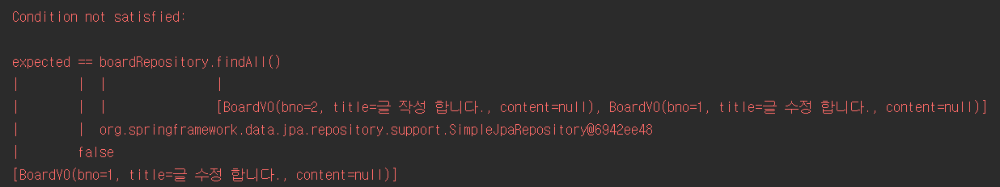 Condition not satisfied:
expected == boardRepository.findAll()
|        |  |               |
|        |  |               [BoardVO(bno=2, title=글 작성 합니다., content=null), BoardVO(bno=1, title=글 수정 합니다., content=null)]
|        |  org.springframework.data.jpa.repository.support.SimpleJpaRepository@6942ee48
|        false
[BoardVO(bno=1, title=글 수정 합니다., content=null)]